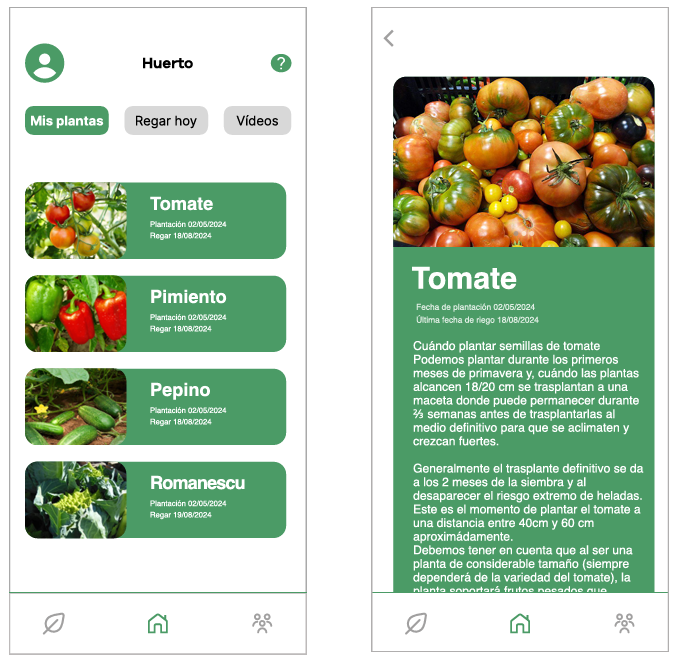 Huerto
?
Mis plantas
Regar hoy
Vídeos
Tomate
Plantación 02/05/2024
Regar 18/08/2024
Pimiento
Plantación 02/05/2024
Regar 18/08/2024
Pepino
Plantación 02/05/2024
Regar 18/08/2024
Romanescu
Plantación 02/05/2024
Regar 19/08/2024
Tomate
Fecha de plantación 02/05/2024
Última fecha de riego 18/08/2024
Cuándo plantar semillas de tomate
Podemos plantar durante los primeros
meses de primavera y, cuándo las plantas
alcancen 18/20 cm se trasplantan a una
maceta donde puede permanecer durante
⅔ semanas antes de trasplantarlas al
medio definitivo para que se aclimaten y
crezcan fuertes.
Generalmente el trasplante definitivo se da
a los 2 meses de la siembra y al
desaparecer el riesgo extremo de heladas.
Este es el momento de plantar el tomate a
una distancia entre 40cm y 60 cm
aproximádamente.
Debemos tener en cuenta que al ser una
planta de considerable tamaño (siempre
dependerá de la variedad del tomate), la
planta soportará frutos pesados que